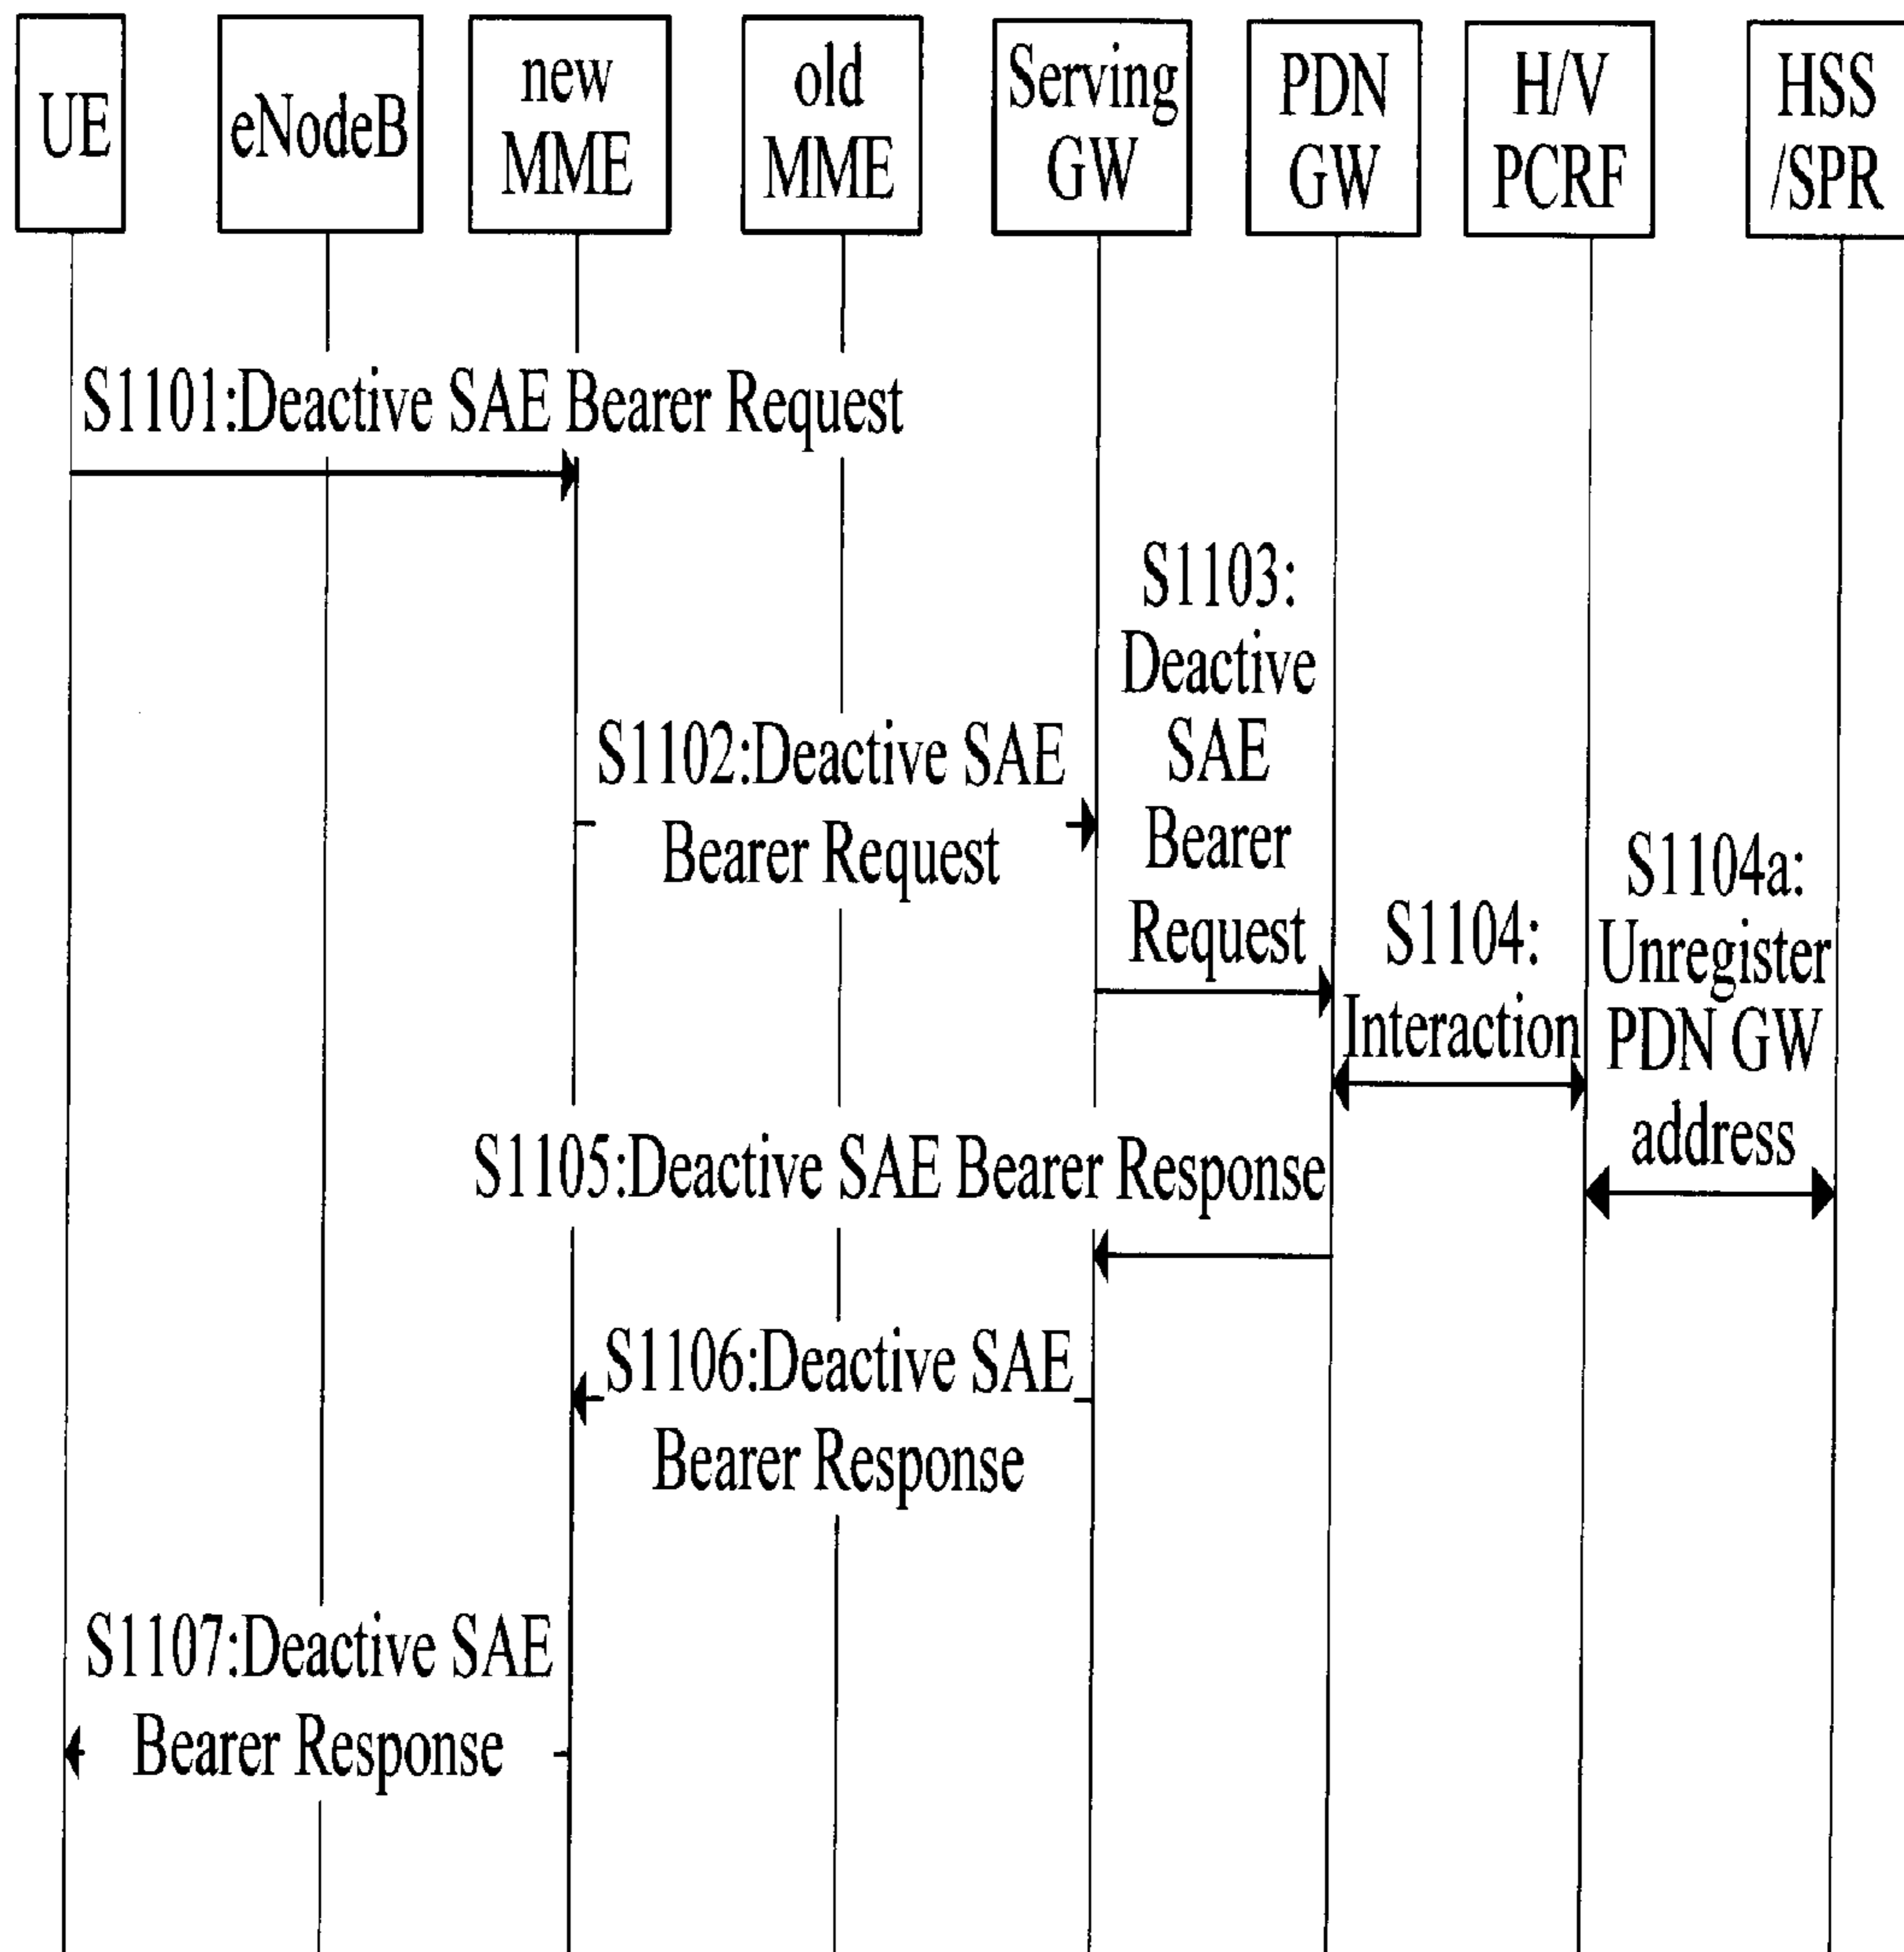 UE
eNodeB
new
MME
old
MME
Serving
GW
PDN
GW
H/V
PCRF
HSS
/SPR
S1101:Deactive SAE Bearer Request
S1102:Deactive SAE
Bearer Request
S1103:
Deactive
SAE
Bearer
Request
S1104:
Interaction
S1104a:
Unregister
PDN GW
address
S1105:Deactive SAE Bearer Response
S1106:Deactive SAE
Bearer Response
S1107:Deactive SAE
Bearer Response